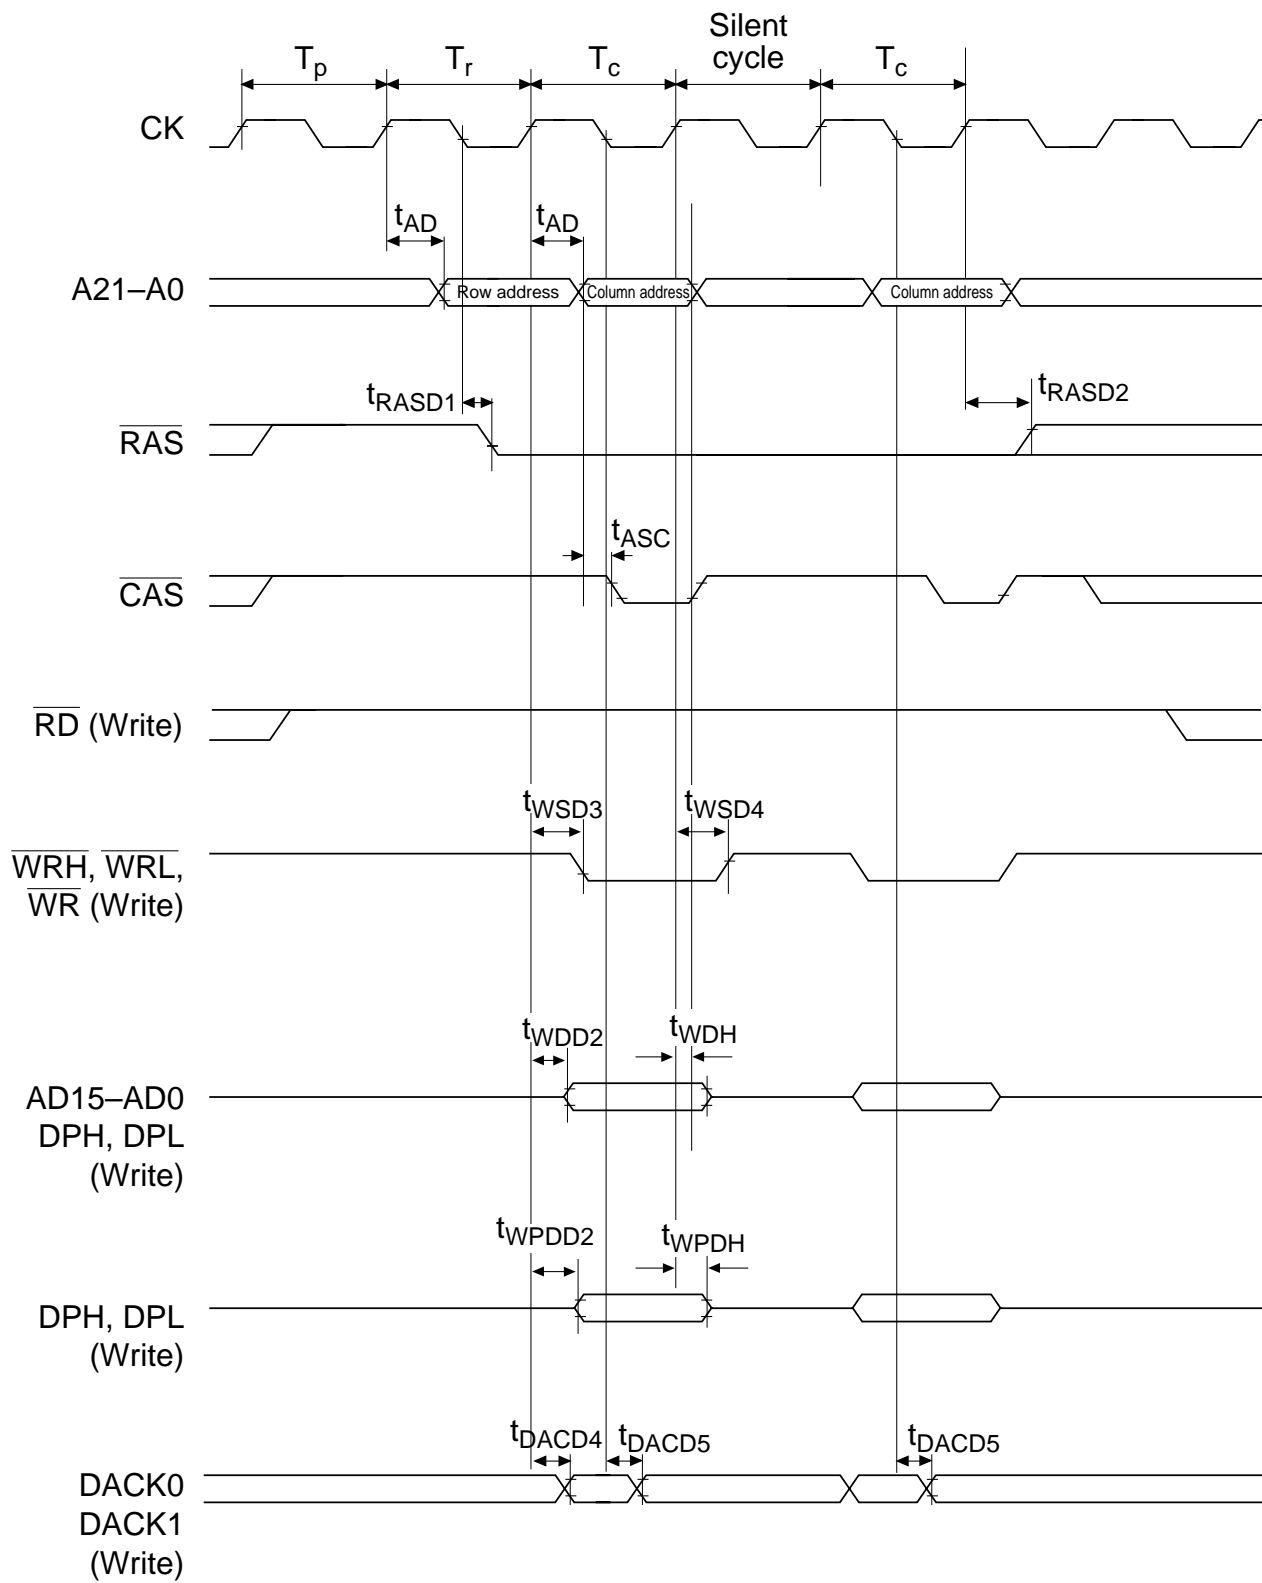 Silent
cycle
Tp
Tr
Tc
Tc
CK
tAD
tAD
A21–A0
Row address
Column address
Column address
tRASD1
tRASD2
RAS
tASC
CAS
RD (Write)
tWSD3
tWSD4
WRH, WRL,
WR (Write)
tWDD2
tWDH
AD15–AD0
DPH, DPL
(Write)
tWPDD2
tWPDH
DPH, DPL
(Write)
tDACD4
tDACD5
tDACD5
DACK0
DACK1
(Write)